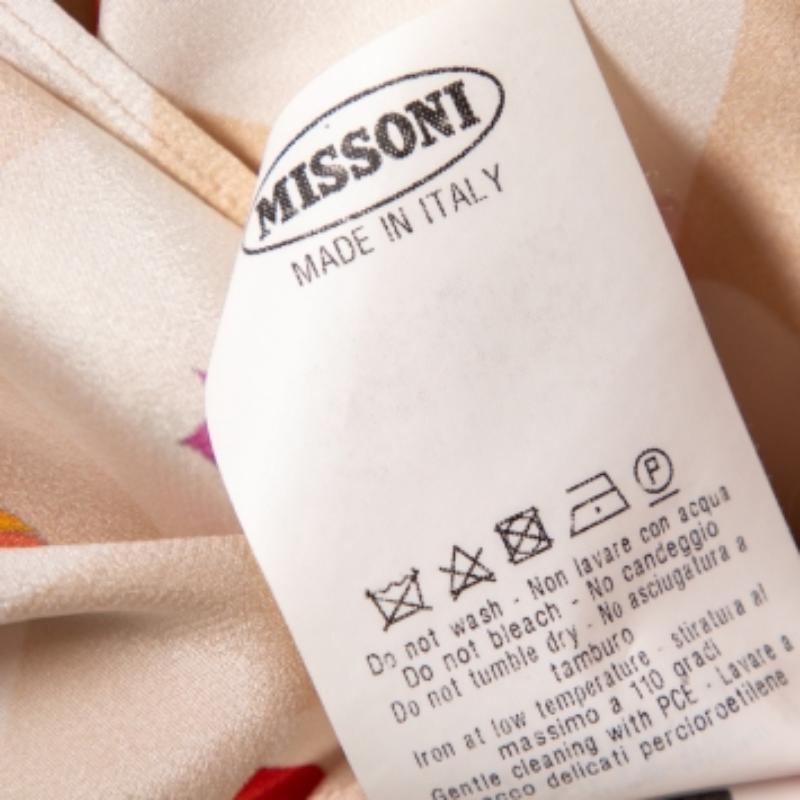 MISSONI
MADE IN ITALY
P
Do not wash - Non lavare con acqua
Do not bleach - No candeggio
Do not tumble dry - No asciugatura a
tamburo
Iron at low temperature - stiratura al
massimo a 110 gradi
Gentle cleaning with PCE - Lavare a
secco delicati percloroetilene